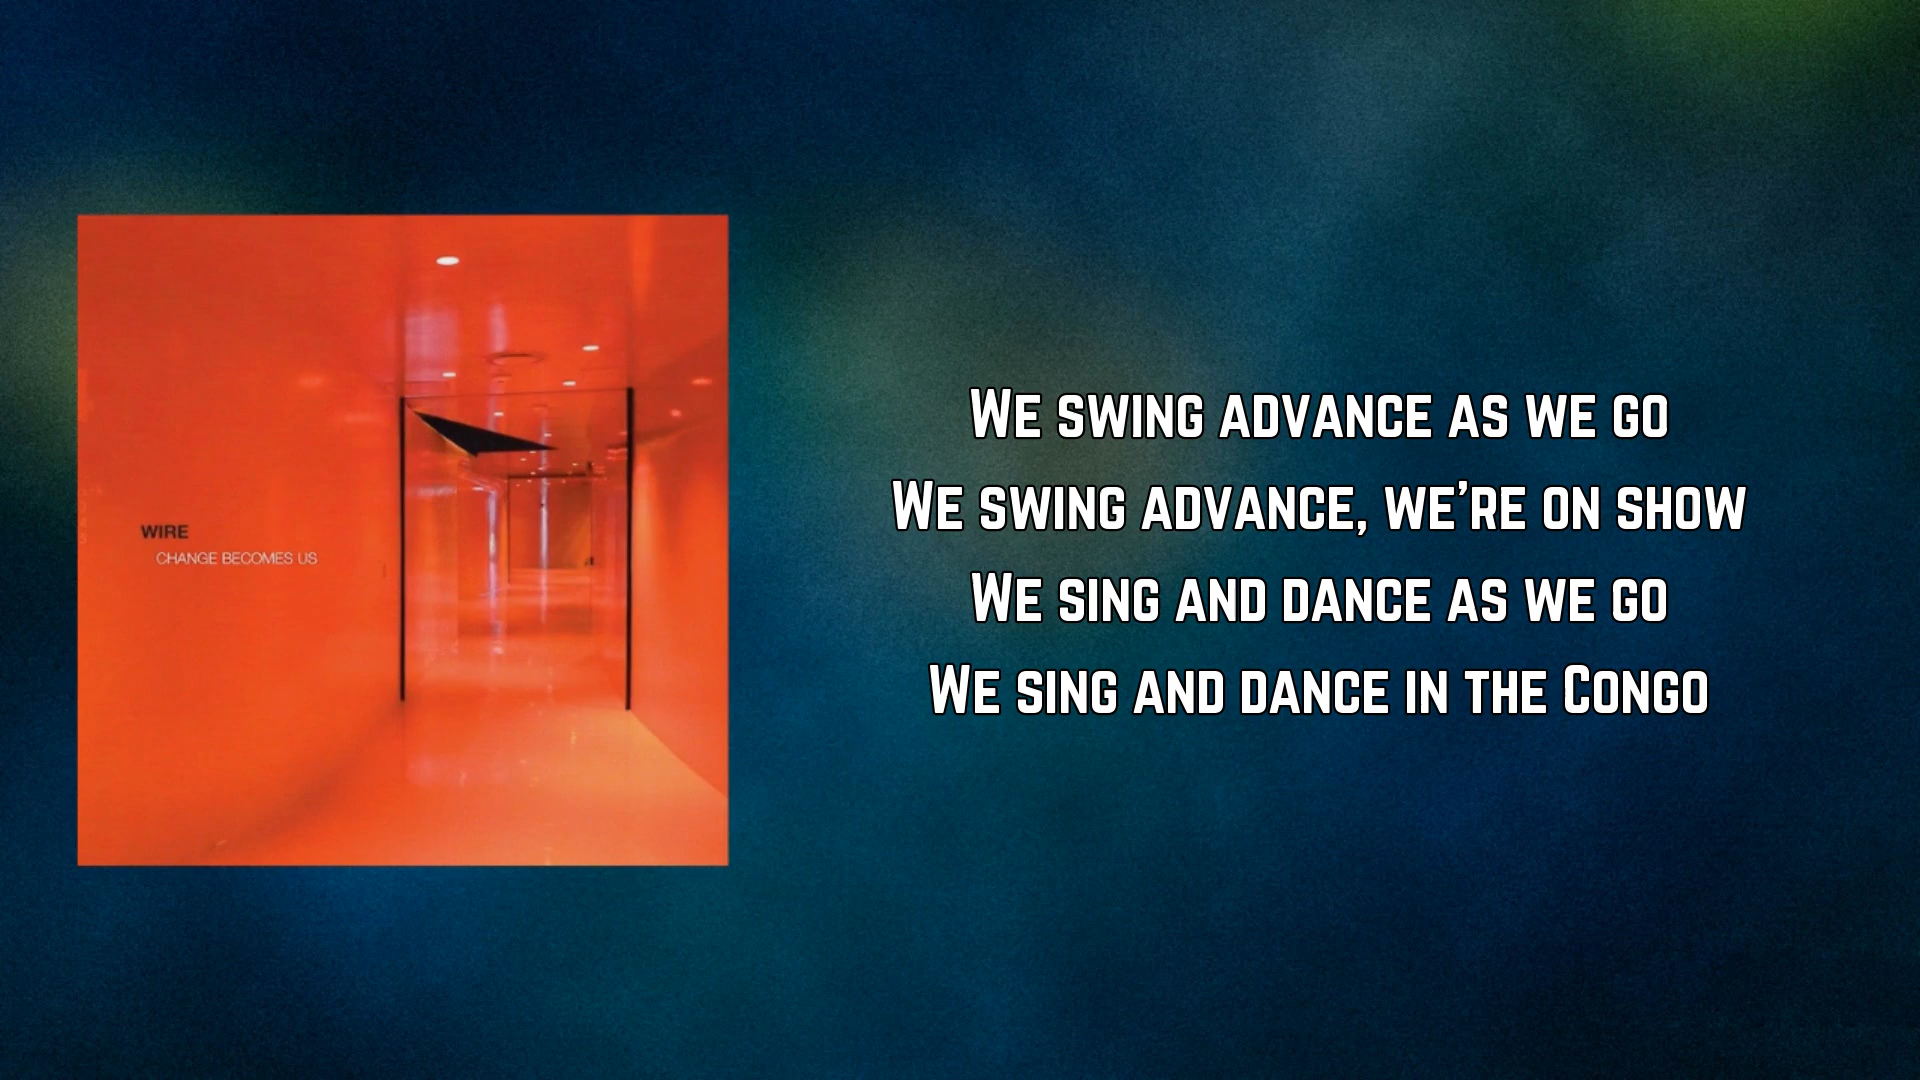 WIRE
CHANGE BECOMES US
We swing advance as we go
We swing advance, we're on show
We sing and dance as we go
We sing and dance in the Congo